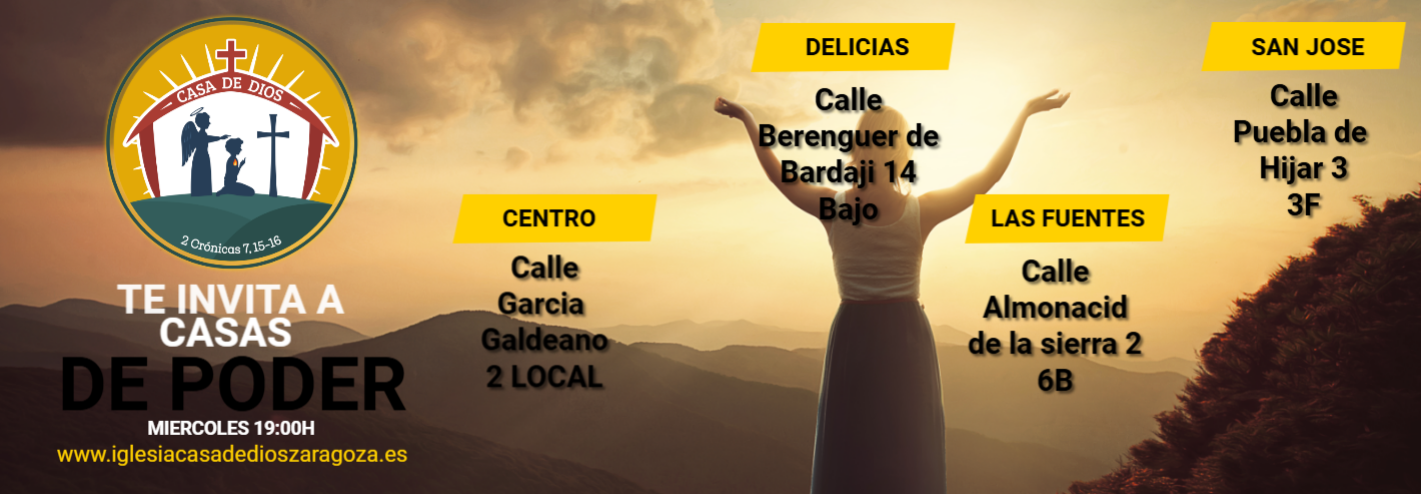 CASA DE DIOS
2 Crónicas 7,15-16
TE INVITA A
CASAS
DE PODER
MIERCOLES 19:00H
www.iglesiacasadedioszaragoza.es
CENTRO
Calle
Garcia
Galdeano
2 LOCAL
DELICIAS
Calle
Berenguer de
Bardaji 14
Bajo
LAS FUENTES
Calle
Almonacid
de la sierra 2
6B
SAN JOSE
Calle
Puebla de
Hijar 3
3F